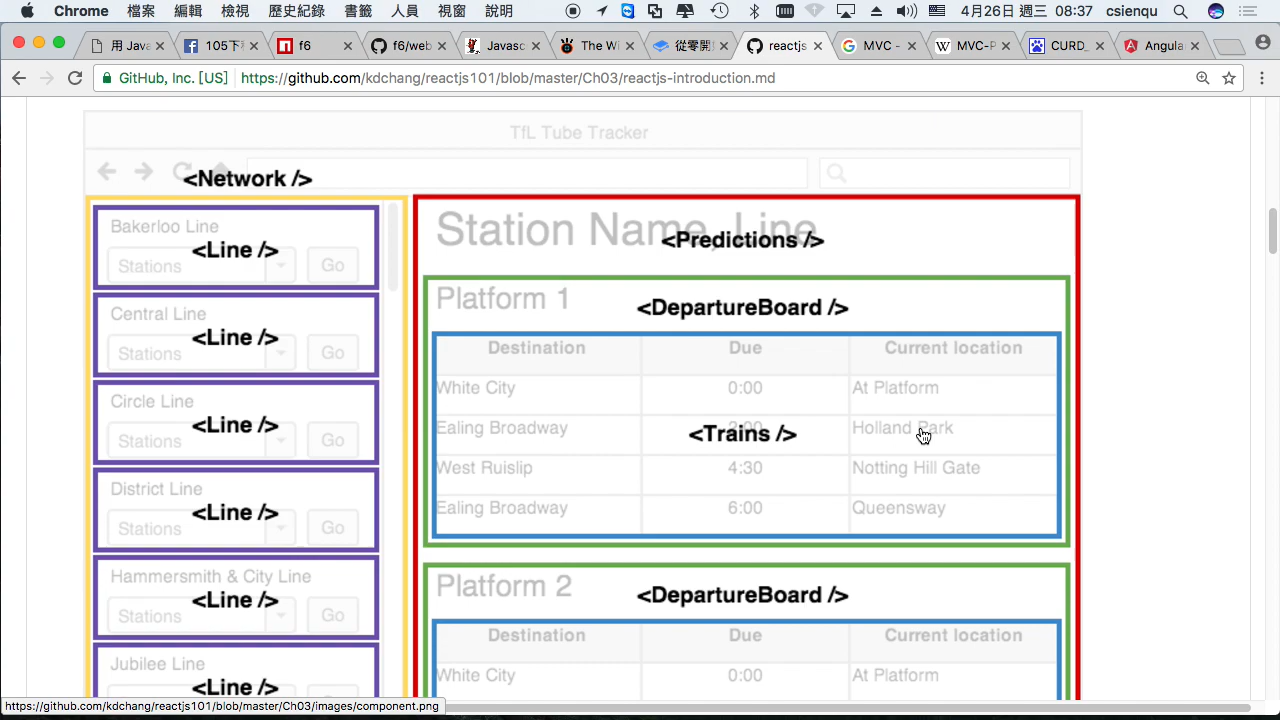 Chrome 檔案 編輯 檢視 歷史紀錄 書籤 人員 視窗 說明 4月26日 週三 08:37 csienqu
用 Java 105下 f6 f6/web Javasc The Wi 從零開 reactjs MVC - MVC-P CURD_ Angula
GitHub, Inc. [US] https://github.com/kdchang/reactjs101/blob/master/Ch03/reactjs-introduction.md
TfL Tube Tracker
<Network />
Bakerloo Line
<Line />
Stations Go
Central Line
<Line />
Stations Go
Circle Line
<Line />
Stations Go
District Line
<Line />
Stations Go
Hammersmith & City Line
<Line />
Stations Go
Jubilee Line
<Line />
Station Name, Line
<Predictions />
Platform 1
<DepartureBoard />
Destination Due Current location
White City 0:00 At Platform
Ealing Broadway Holland Park
<Trains />
West Ruislip 4:30 Notting Hill Gate
Ealing Broadway 6:00 Queensway
Platform 2
<DepartureBoard />
Destination Due Current location
White City 0:00 At Platform
https://github.com/kdchang/reactjs101/blob/master/Ch03/images/component.png